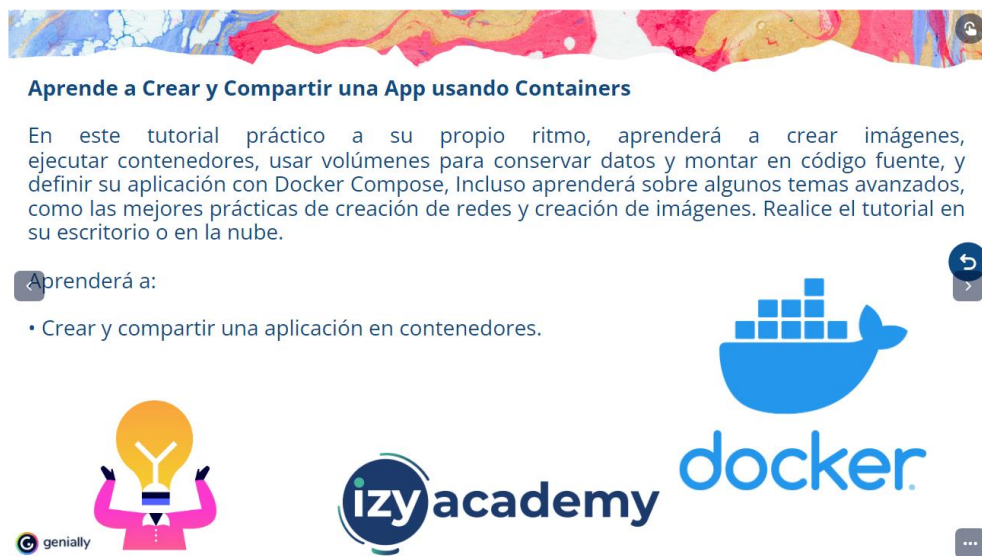 Aprende a Crear y Compartir una App usando Containers
En este tutorial práctico a su propio ritmo, aprenderá a crear imágenes,
ejecutar contenedores, usar volúmenes para conservar datos y montar en código fuente, y
definir su aplicación con Docker Compose, Incluso aprenderá sobre algunos temas avanzados,
como las mejores prácticas de creación de redes y creación de imágenes. Realice el tutorial en
su escritorio o en la nube.
Aprenderá a:
• Crear y compartir una aplicación en contenedores.
docker.
izyacademy
genially